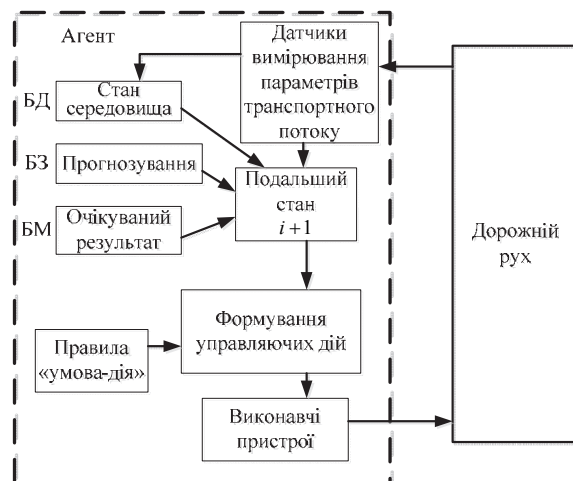 Агент
Датчики
вимірювання
параметрів
транспортного
потоку
БД
Стан
середовища
БЗ
Прогнозування
БМ
Очікуваний
результат
Подальший
стан
i+1
Дорожній
рух
Формування
управляючих дій
Правила
«умова-дія»
Виконавчі
пристрої